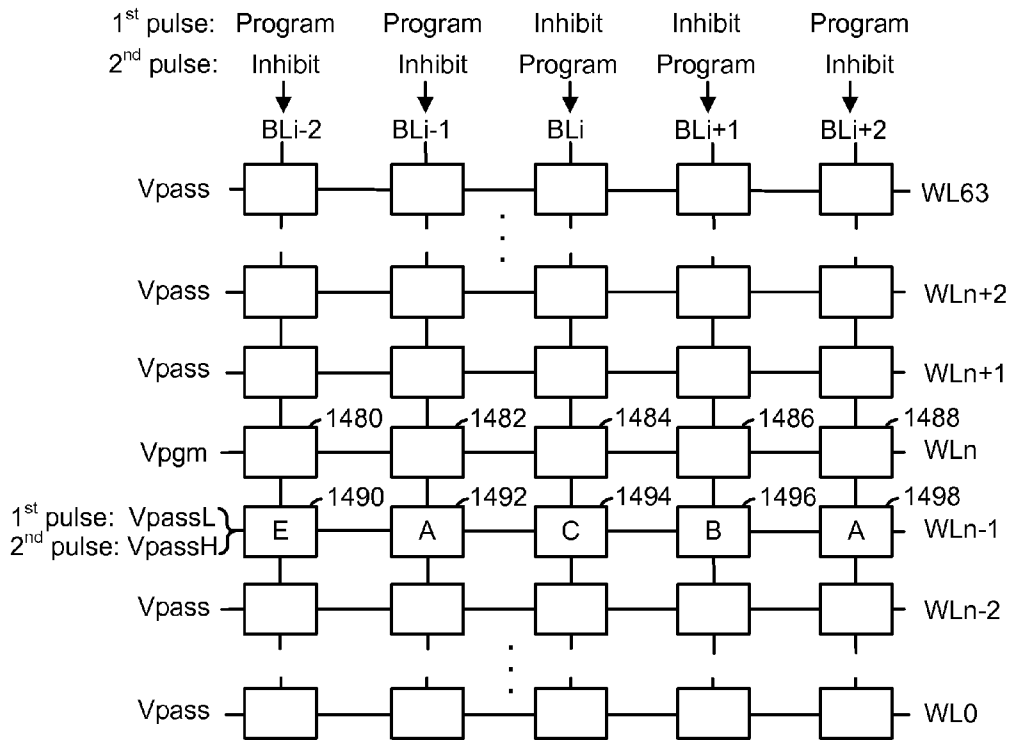 1st pulse: Program Program Inhibit Inhibit Program
2nd pulse: Inhibit Inhibit Program Program Inhibit
BLi-2 BLi-1 BLi BLi+1 BLi+2
Vpass WL63
Vpass WLn+2
Vpass WLn+1
1480 1482 1484 1486 1488
Vpgm WLn
1490 1492 1494 1496 1498
1st pulse: VpassL
E A C B A WLn-1
2nd pulse: VpassH
Vpass WLn-2
Vpass WL0